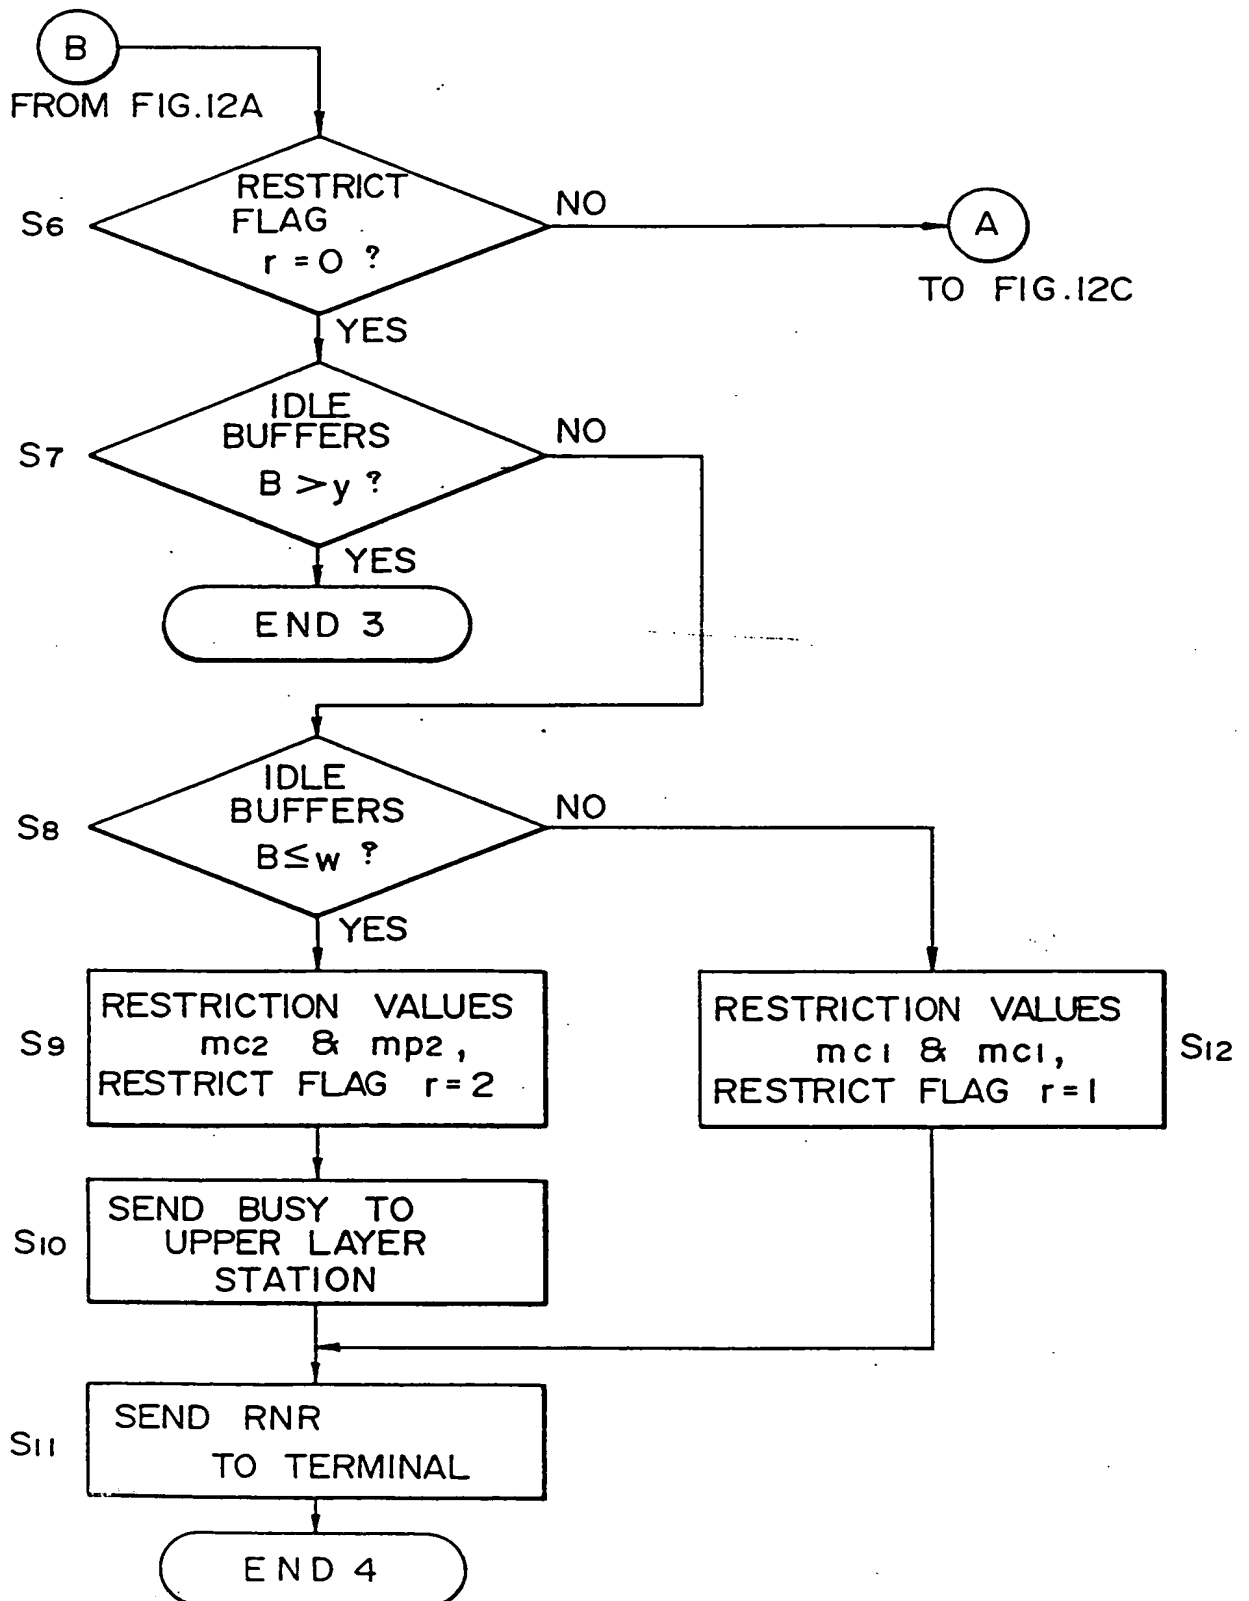 B
FROM FIG.12A
S6
RESTRICT
FLAG
r = 0 ?
NO
A
TO FIG.12C
YES
S7
IDLE
BUFFERS
B > y ?
NO
YES
END 3
S8
IDLE
BUFFERS
B ≤ w ?
NO
YES
S9
RESTRICTION VALUES
mc2 & mp2,
RESTRICT FLAG r = 2
RESTRICTION VALUES
mc1 & mc1,
RESTRICT FLAG r = 1
S12
S10
SEND BUSY TO
UPPER LAYER
STATION
S11
SEND RNR
TO TERMINAL
END 4